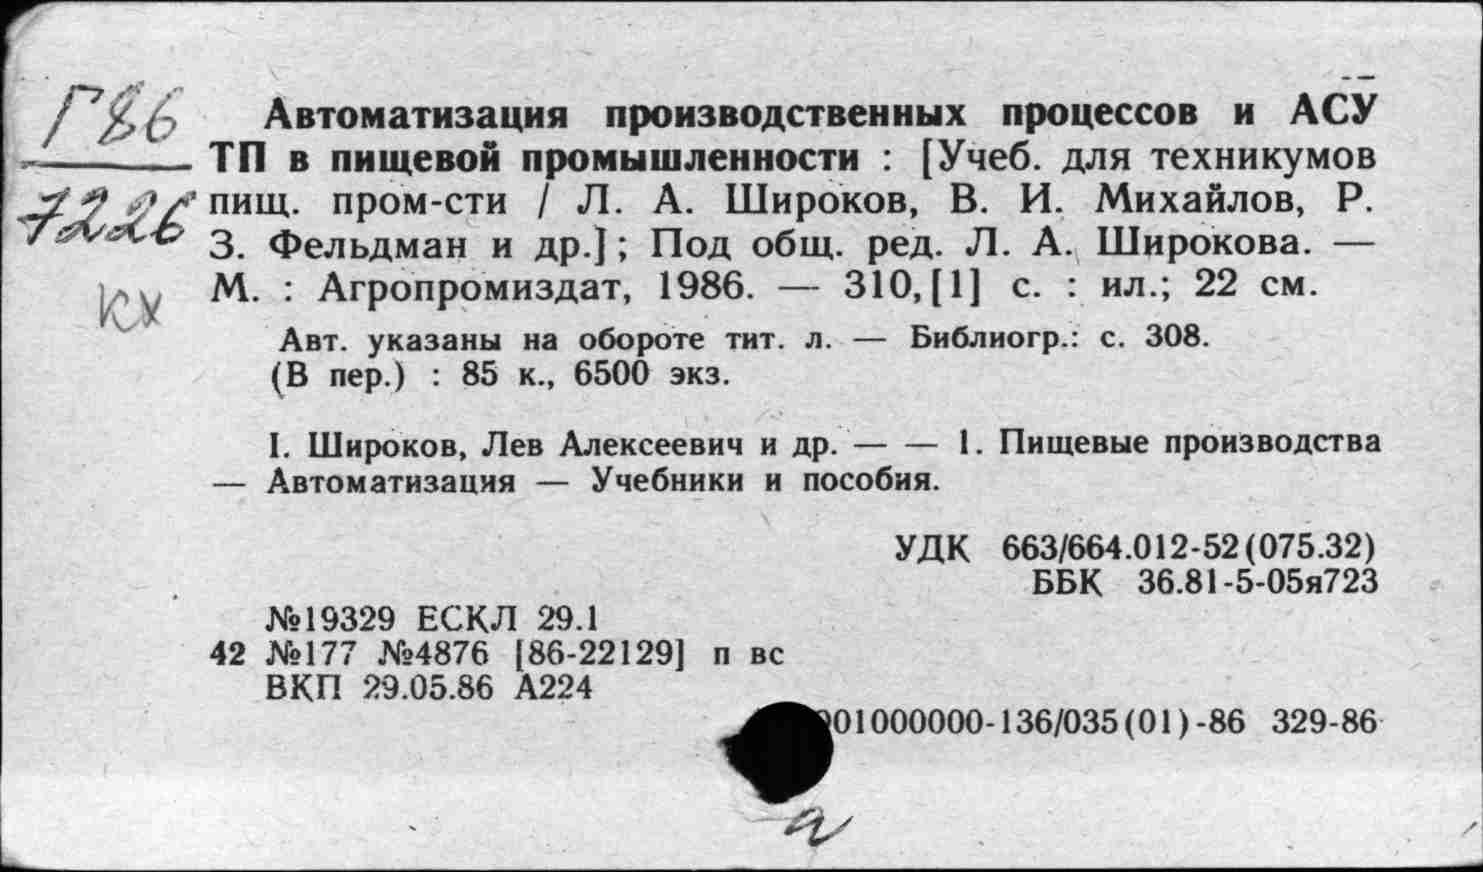 Г86
7226
кх
Автоматизация производственных процессов и АСУ
ТП в пищевой промышленности : [Учеб. для техникумов
пищ. пром-сти / Л. А. Широков, В. И. Михайлов, Р.
З. Фельдман и др.] ; Под общ. ред. Л. А. Широкова. —
М. : Агропромиздат, 1986. — 310, [1] с. : ил.; 22 см.
Авт. указаны на обороте тит. л. — Библиогр.: с. 308.
(В пер.) : 85 к., 6500 экз.
I. Широков, Лев Алексеевич и др. — — 1. Пищевые производства
— Автоматизация — Учебники и пособия.
УДК 663/664.012-52(075.32)
ББК 36.81-5-05я723
№19329 ЕСКЛ 29.1
42 №177 №4876 [86-22129] п вс
ВКП 29.05.86 А224
01000000-136/035(01)-86 329-86
а